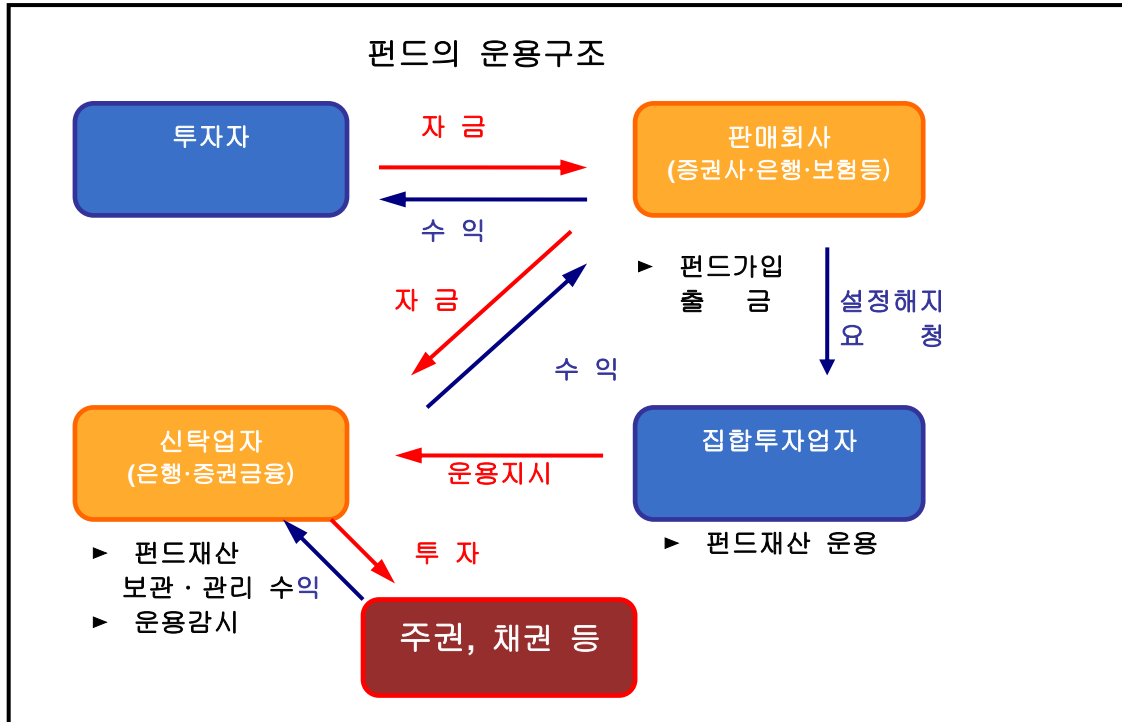 펀드의 운용구조
투자자
자 금
판매회사
(증권사·은행·보험등)
수 익
► 펀드가입
출 금
설정해지
요 청
자 금
수 익
신탁업자
(은행·증권금융)
운용지시
집합투자업자
► 펀드재산 운용
► 펀드재산
보관 · 관리 수익
► 운용감시
투 자
주권, 채권 등